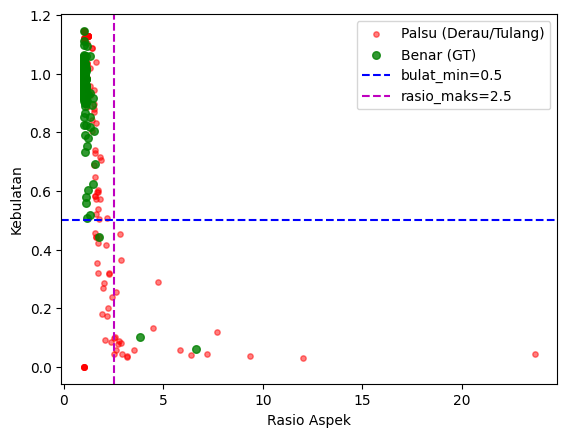 1.2
1.0
0.8
0.6
0.4
0.2
0.0
Kebulatan
Palsu (Derau/Tulang)
Benar (GT)
bulat_min=0.5
rasio_maks=2.5
0 5 10 15 20
Rasio Aspek